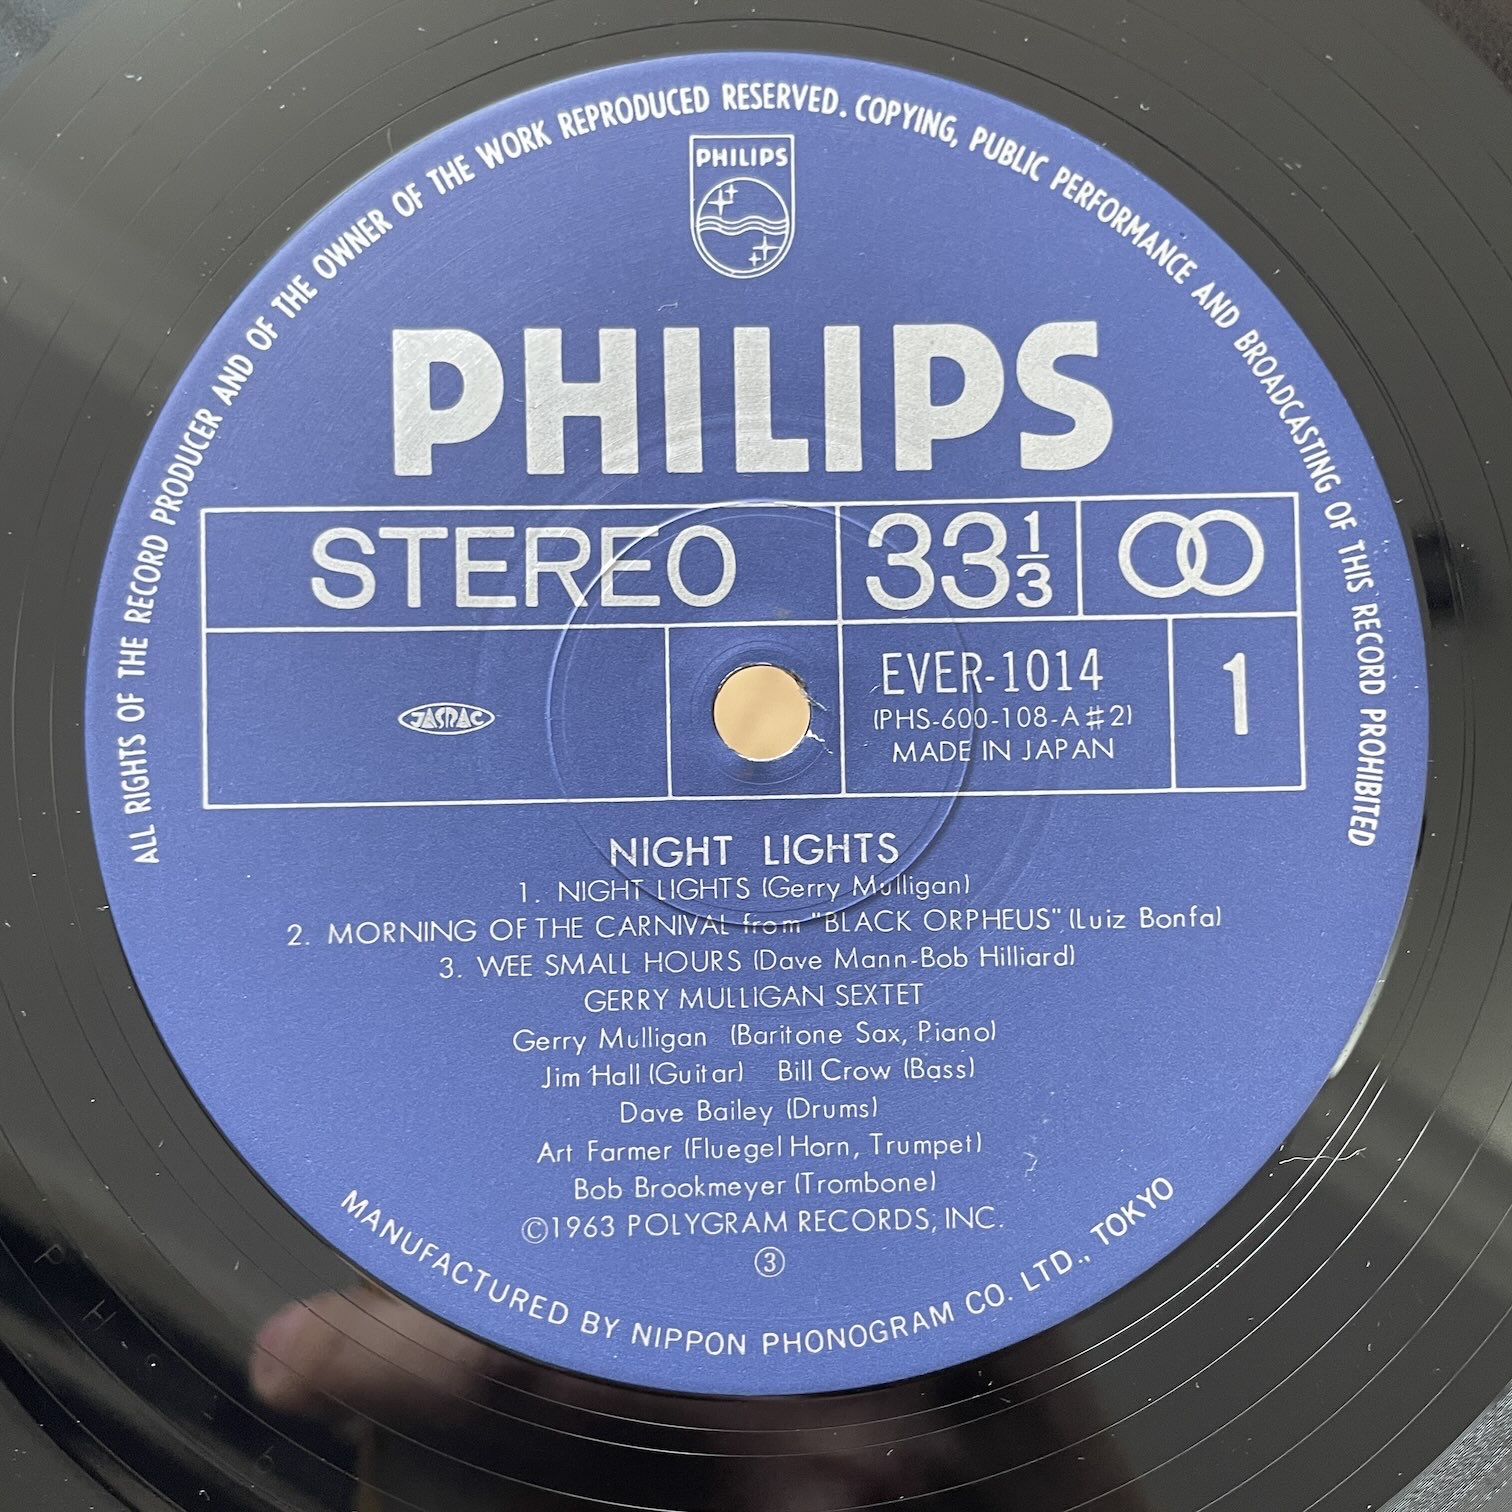 ALL RIGHTS OF THE RECORD PRODUCER AND OF THE OWNER OF THE WORK REPRODUCED RESERVED. COPYING, PUBLIC PERFORMANCE AND BROADCASTING OF THIS RECORD PROHIBITED
PHILIPS
PHILIPS
STEREO
33 1/3
JASRAC
EVER-1014
(PHS-600-108-A♯2)
MADE IN JAPAN
1
NIGHT LIGHTS
1. NIGHT LIGHTS (Gerry Mulligan)
2. MORNING OF THE CARNIVAL from "BLACK ORPHEUS" (Luiz Bonfa)
3. WEE SMALL HOURS (Dave Mann-Bob Hilliard)
GERRY MULLIGAN SEXTET
Gerry Mulligan (Baritone Sax, Piano)
Jim Hall (Guitar) Bill Crow (Bass)
Dave Bailey (Drums)
Art Farmer (Fluegel Horn, Trumpet)
Bob Brookmeyer (Trombone)
©1963 POLYGRAM RECORDS, INC.
③
MANUFACTURED BY NIPPON PHONOGRAM CO. LTD., TOKYO